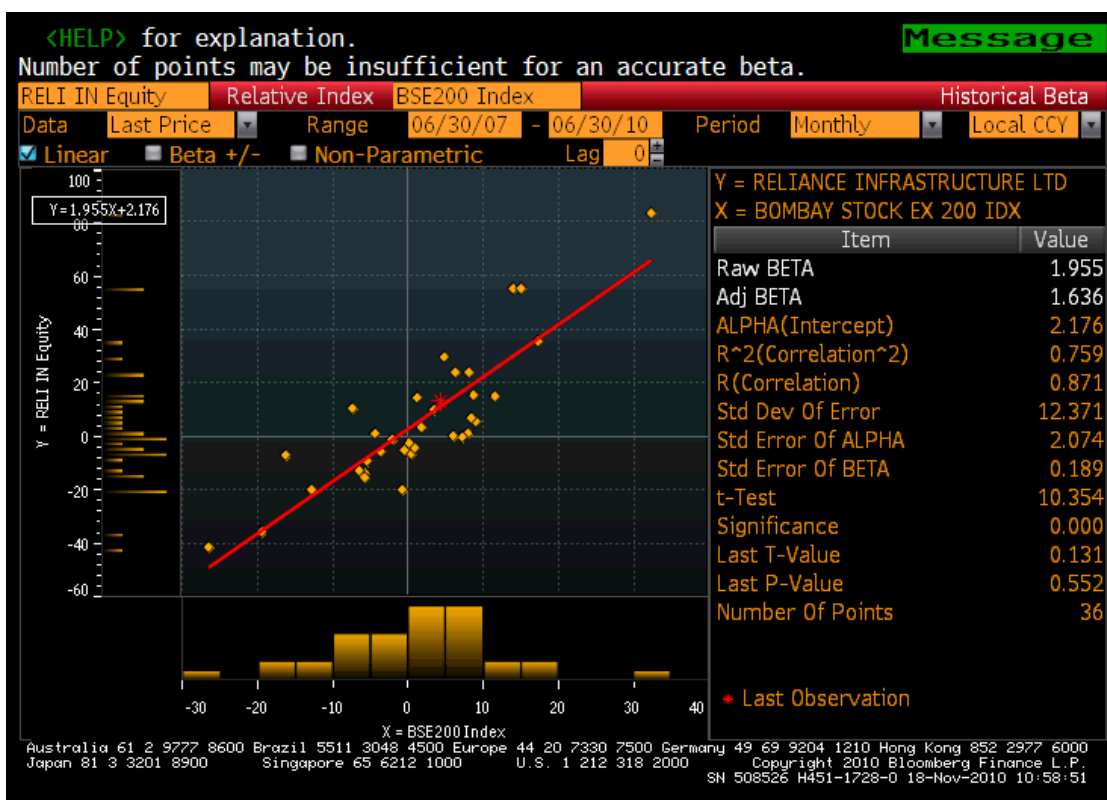 <HELP> for explanation.
Message
Number of points may be insufficient for an accurate beta.
RELI IN Equity Relative Index BSE200 Index Historical Beta
Data Last Price Range 06/30/07 - 06/30/10 Period Monthly Local CCY
Linear Beta +/- Non-Parametric Lag 0
100
Y=1.955X+2.176
80
60
40
20
0
-20
-40
-60
Y = RELI IN Equity
-30 -20 -10 0 10 20 30 40
X = BSE200Index
Y = RELIANCE INFRASTRUCTURE LTD
X = BOMBAY STOCK EX 200 IDX
Item Value
Raw BETA 1.955
Adj BETA 1.636
ALPHA(Intercept) 2.176
R^2(Correlation^2) 0.759
R(Correlation) 0.871
Std Dev Of Error 12.371
Std Error Of ALPHA 2.074
Std Error Of BETA 0.189
t-Test 10.354
Significance 0.000
Last T-Value 0.131
Last P-Value 0.552
Number Of Points 36
* Last Observation
Australia 61 2 9777 8600 Brazil 5511 3048 4500 Europe 44 20 7330 7500 Germany 49 69 9204 1210 Hong Kong 852 2977 6000
Japan 81 3 3201 8900 Singapore 65 6212 1000 U.S. 1 212 318 2000 Copyright 2010 Bloomberg Finance L.P.
SN 508526 H451-1728-0 18-Nov-2010 10:58:51